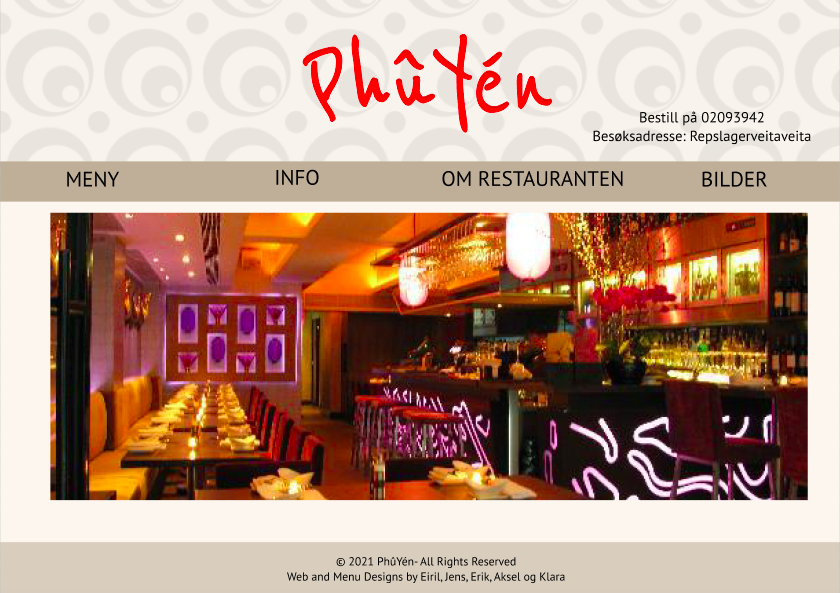 PhûYén
Bestill på 02093942
Besøksadresse: Repslagerveitaveita
MENY
INFO
OM RESTAURANTEN
BILDER
© 2021 PhûYén- All Rights Reserved
Web and Menu Designs by Eiril, Jens, Erik, Aksel og Klara